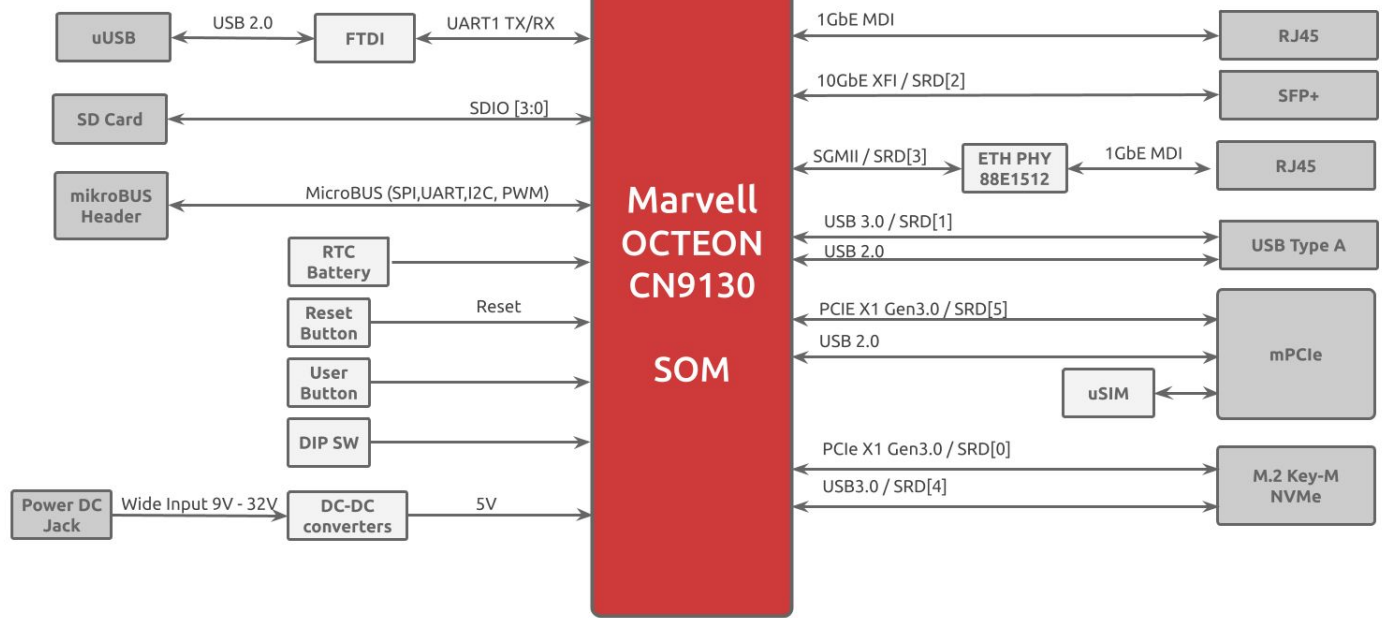 uUSB
USB 2.0
FTDI
UART1 TX/RX
SD Card
SDIO [3:0]
mikroBUS
Header
MicroBUS (SPI,UART,I2C, PWM)
RTC
Battery
Reset
Button
Reset
User
Button
DIP SW
Power DC
Jack
Wide Input 9V - 32V
DC-DC
converters
5V
Marvell
OCTEON
CN9130
SOM
1GbE MDI
RJ45
10GbE XFI / SRD[2]
SFP+
SGMII / SRD[3]
ETH PHY
88E1512
1GbE MDI
RJ45
USB 3.0 / SRD[1]
USB 2.0
USB Type A
PCIE X1 Gen3.0 / SRD[5]
USB 2.0
mPCIe
uSIM
PCIe X1 Gen3.0 / SRD[0]
USB3.0 / SRD[4]
M.2 Key-M
NVMe